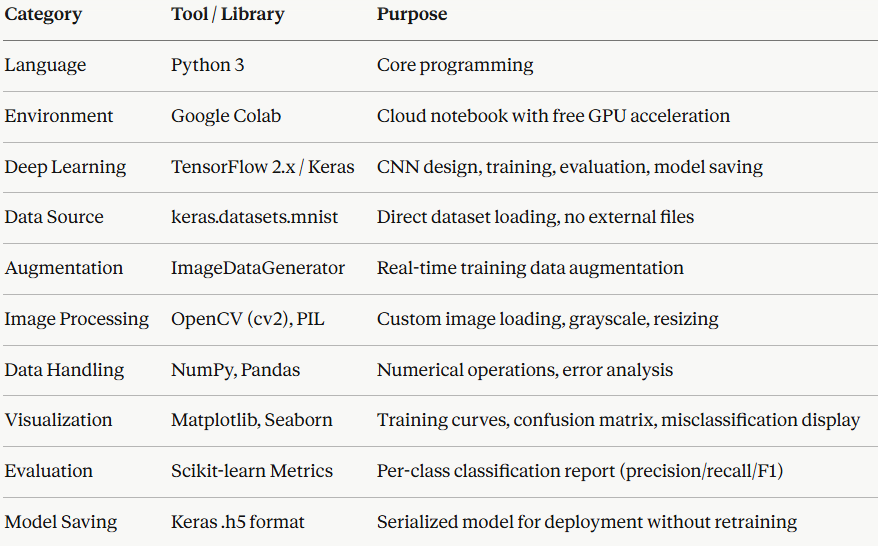 Category Tool / Library Purpose
Language Python 3 Core programming
Environment Google Colab Cloud notebook with free GPU acceleration
Deep Learning TensorFlow 2.x / Keras CNN design, training, evaluation, model saving
Data Source keras.datasets.mnist Direct dataset loading, no external files
Augmentation ImageDataGenerator Real-time training data augmentation
Image Processing OpenCV (cv2), PIL Custom image loading, grayscale, resizing
Data Handling NumPy, Pandas Numerical operations, error analysis
Visualization Matplotlib, Seaborn Training curves, confusion matrix, misclassification display
Evaluation Scikit-learn Metrics Per-class classification report (precision/recall/F1)
Model Saving Keras .h5 format Serialized model for deployment without retraining